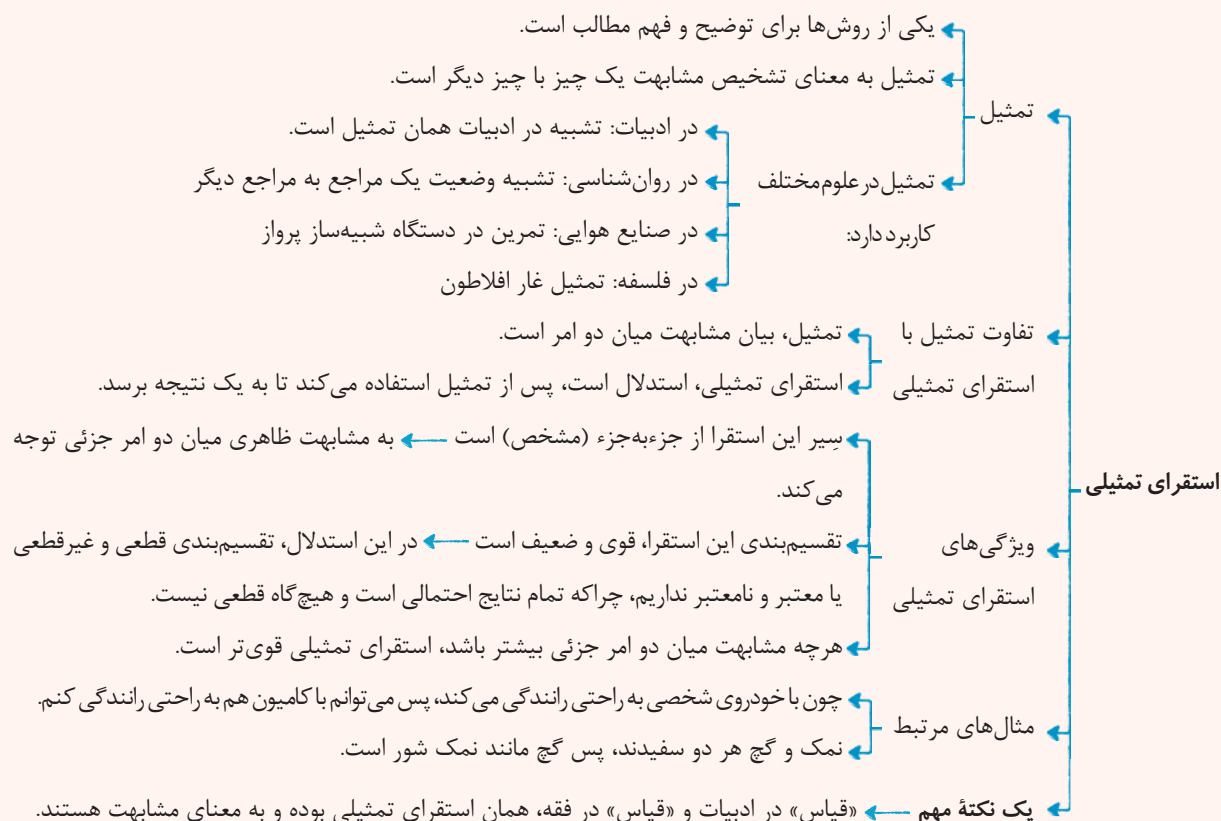 استقرای تمثیلی
تمثیل
یکی از روش‌ها برای توضیح و فهم مطالب است.
تمثیل به معنای تشخیص مشابهت یک چیز با چیز دیگر است.
تمثیل در علوم مختلف
کاربرد دارد:
در ادبیات: تشبیه در ادبیات همان تمثیل است.
در روان‌شناسی: تشبیه وضعیت یک مراجع به مراجع دیگر
در صنایع هوایی: تمرین در دستگاه شبیه‌ساز پرواز
در فلسفه: تمثیل غار افلاطون
تفاوت تمثیل با
استقرای تمثیلی
تمثیل، بیان مشابهت میان دو امر است.
استقرای تمثیلی، استدلال است، پس از تمثیل استفاده می‌کند تا به یک نتیجه برسد.
ویژگی‌های
استقرای تمثیلی
سِیر این استقرا از جزءبه‌جزء (مشخص) است به مشابهت ظاهری میان دو امر جزئی توجه
می‌کند.
تقسیم‌بندی این استقرا، قوی و ضعیف است در این استدلال، تقسیم‌بندی قطعی و غیرقطعی
یا معتبر و نامعتبر نداریم، چراکه تمام نتایج احتمالی است و هیچ‌گاه قطعی نیست.
هرچه مشابهت میان دو امر جزئی بیشتر باشد، استقرای تمثیلی قوی‌تر است.
مثال‌های مرتبط
چون با خودروی شخصی به راحتی رانندگی می‌کند، پس می‌توانم با کامیون هم به راحتی رانندگی کنم.
نمک و گچ هر دو سفیدند، پس گچ مانند نمک شور است.
یک نکتهٔ مهم «قیاس» در ادبیات و «قیاس» در فقه، همان استقرای تمثیلی بوده و به معنای مشابهت هستند.